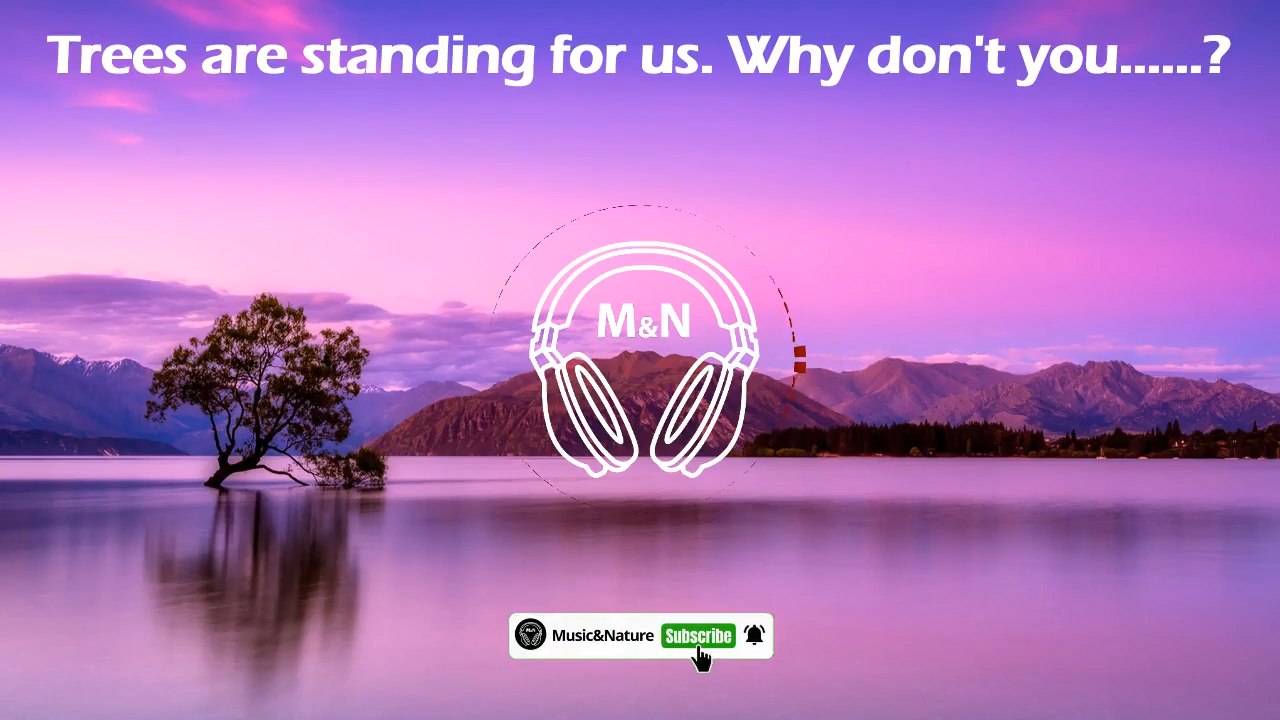 Trees are standing for us. Why don't you......?
M&N
Music&Nature Subscribe